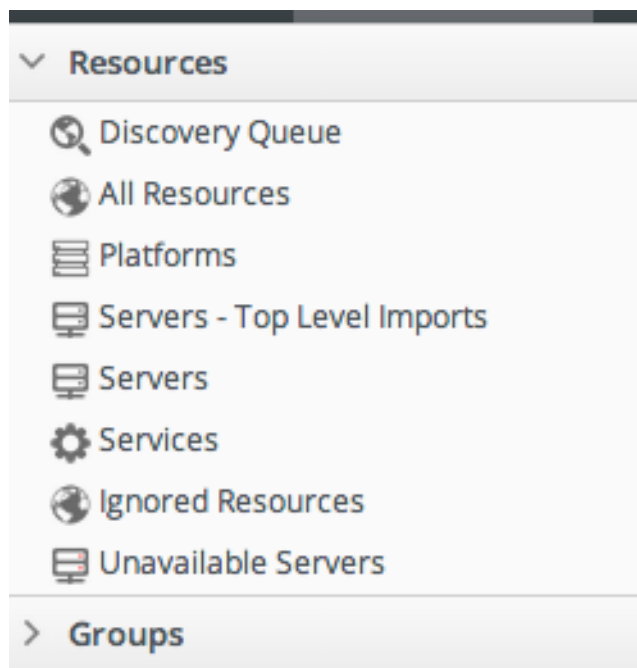 Resources
Discovery Queue
All Resources
Platforms
Servers - Top Level Imports
Servers
Services
Ignored Resources
Unavailable Servers
Groups